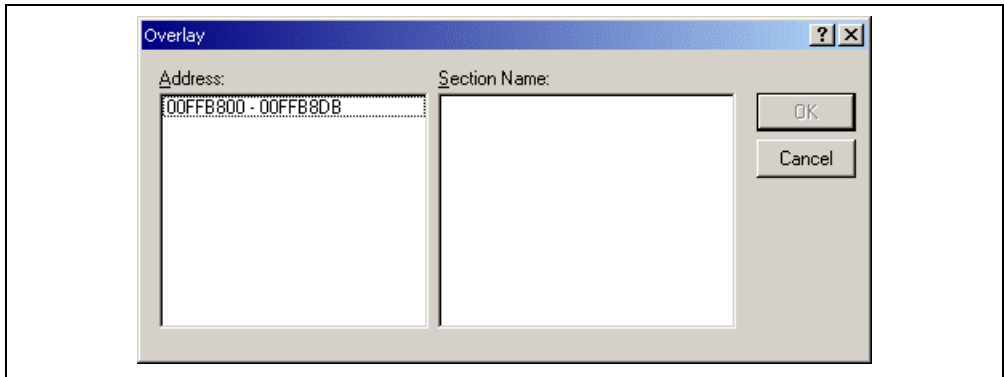 Overlay
Address:
Section Name:
00FFB800 - 00FFB8DB
OK
Cancel